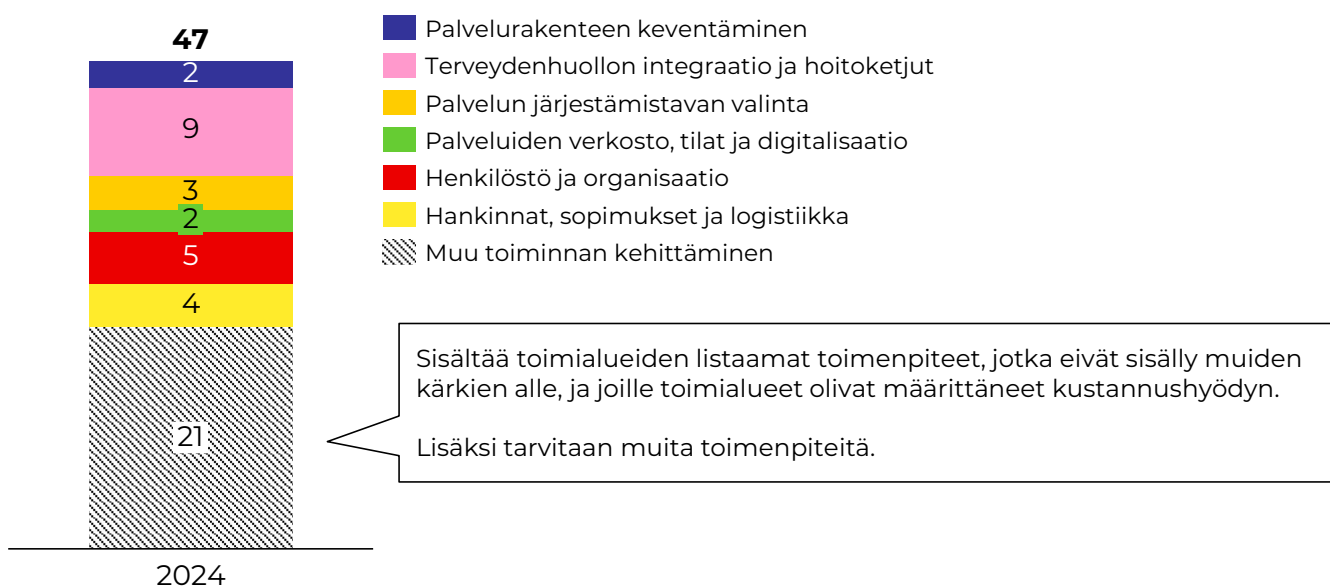 47
2
9
3
2
5
4
21
2024
Palvelurakenteen keventäminen
Terveydenhuollon integraatio ja hoitoketjut
Palvelun järjestämistavan valinta
Palveluiden verkosto, tilat ja digitalisaatio
Henkilöstö ja organisaatio
Hankinnat, sopimukset ja logistiikka
Muu toiminnan kehittäminen
Sisältää toimialueiden listaamat toimenpiteet, jotka eivät sisälly muiden
kärkien alle, ja joille toimialueet olivat määrittäneet kustannushyödyn.
Lisäksi tarvitaan muita toimenpiteitä.